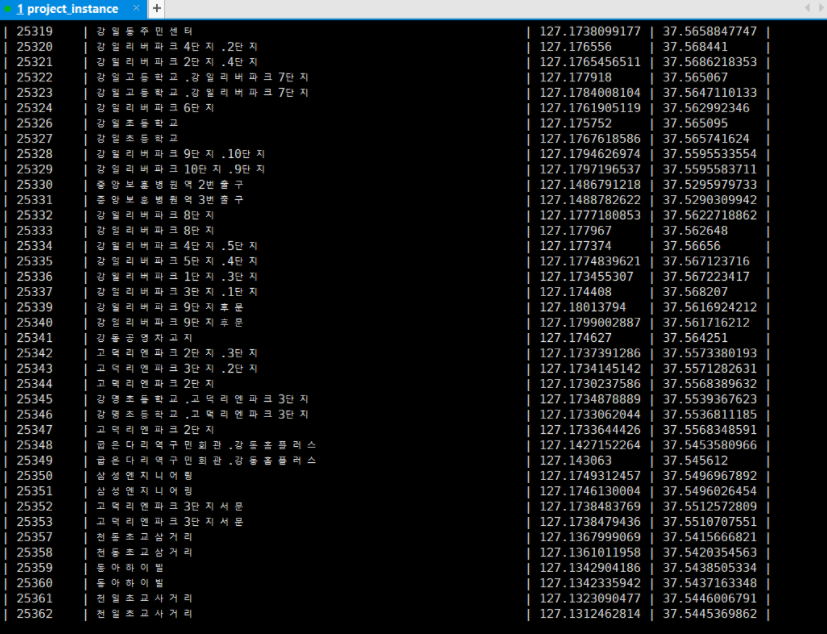 1 project_instance × +
| 25319 | 강일동주민센터 | 127.1738099177 | 37.5658847747 |
| 25320 | 강일리버파크4단지.2단지 | 127.176556 | 37.568441 |
| 25321 | 강일리버파크2단지.4단지 | 127.1765456511 | 37.5686218353 |
| 25322 | 강일고등학교.강일리버파크7단지 | 127.177918 | 37.565067 |
| 25323 | 강일고등학교.강일리버파크7단지 | 127.1784008104 | 37.5647110133 |
| 25324 | 강일리버파크6단지 | 127.1761905119 | 37.562992346 |
| 25326 | 강일초등학교 | 127.175752 | 37.565095 |
| 25327 | 강일초등학교 | 127.1767618586 | 37.565741624 |
| 25328 | 강일리버파크9단지.10단지 | 127.1794626974 | 37.5595533554 |
| 25329 | 강일리버파크10단지.9단지 | 127.1797196537 | 37.5595583711 |
| 25330 | 중앙보훈병원역2번출구 | 127.1486791218 | 37.5295979733 |
| 25331 | 중앙보훈병원역3번출구 | 127.1488782622 | 37.5290309942 |
| 25332 | 강일리버파크8단지 | 127.1777180853 | 37.5622718862 |
| 25333 | 강일리버파크8단지 | 127.177967 | 37.562648 |
| 25334 | 강일리버파크4단지.5단지 | 127.177374 | 37.56656 |
| 25335 | 강일리버파크5단지.4단지 | 127.1774839621 | 37.567123716 |
| 25336 | 강일리버파크1단지.3단지 | 127.173455307 | 37.567223417 |
| 25337 | 강일리버파크3단지.1단지 | 127.174408 | 37.568207 |
| 25339 | 강일리버파크9단지후문 | 127.18013794 | 37.5616924212 |
| 25340 | 강일리버파크9단지후문 | 127.1799002887 | 37.561716212 |
| 25341 | 강동공영차고지 | 127.174627 | 37.564251 |
| 25342 | 고덕리엔파크2단지.3단지 | 127.1737391286 | 37.5573380193 |
| 25343 | 고덕리엔파크3단지.2단지 | 127.1734145142 | 37.5571282631 |
| 25344 | 고덕리엔파크2단지 | 127.1730237586 | 37.5568389632 |
| 25345 | 강명초등학교.고덕리엔파크3단지 | 127.1734878889 | 37.5539367623 |
| 25346 | 강명초등학교.고덕리엔파크3단지 | 127.1733062044 | 37.5536811185 |
| 25347 | 고덕리엔파크2단지 | 127.1733644426 | 37.5568348591 |
| 25348 | 굽은다리역구민회관.강동홈플러스 | 127.1427152264 | 37.5453580966 |
| 25349 | 굽은다리역구민회관.강동홈플러스 | 127.143063 | 37.545612 |
| 25350 | 삼성엔지니어링 | 127.1749312457 | 37.5496967892 |
| 25351 | 삼성엔지니어링 | 127.1746130004 | 37.5496026454 |
| 25352 | 고덕리엔파크3단지서문 | 127.1738483769 | 37.5512572809 |
| 25353 | 고덕리엔파크3단지서문 | 127.1738479436 | 37.5510707551 |
| 25357 | 천동초교삼거리 | 127.1367999069 | 37.5415666821 |
| 25358 | 천동초교삼거리 | 127.1361011958 | 37.5420354563 |
| 25359 | 동아하이빌 | 127.1342904186 | 37.5438505334 |
| 25360 | 동아하이빌 | 127.1342335942 | 37.5437163348 |
| 25361 | 천일초교사거리 | 127.1323090477 | 37.5446006791 |
| 25362 | 천일초교사거리 | 127.1312462814 | 37.5445369862 |